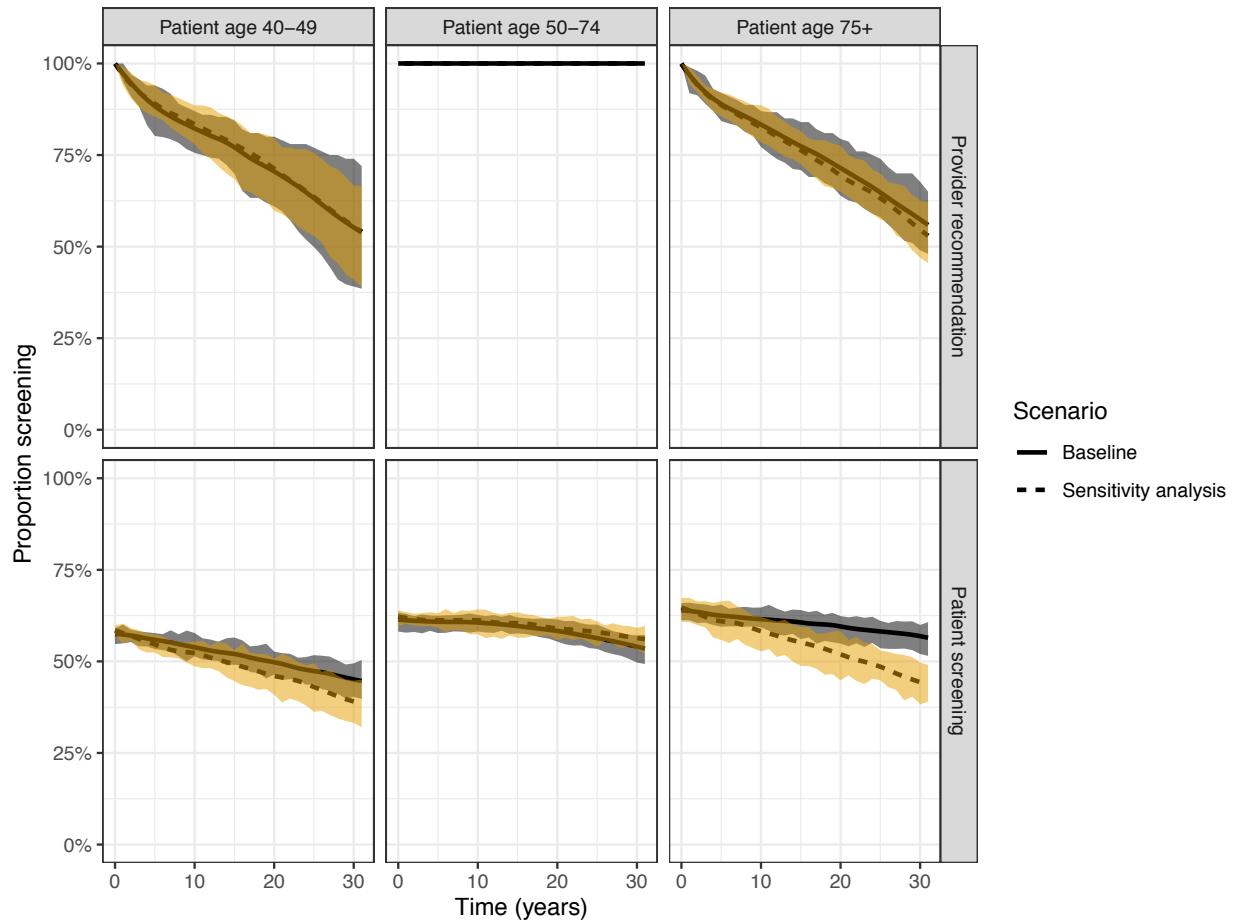 Patient age 40−49
Patient age 50−74
Patient age 75+
100%
75%
50%
25%
0%
Provider recommendation
100%
75%
50%
25%
0%
Patient screening
Proportion screening
0 10 20 30
0 10 20 30
0 10 20 30
Time (years)
Scenario
Baseline
Sensitivity analysis